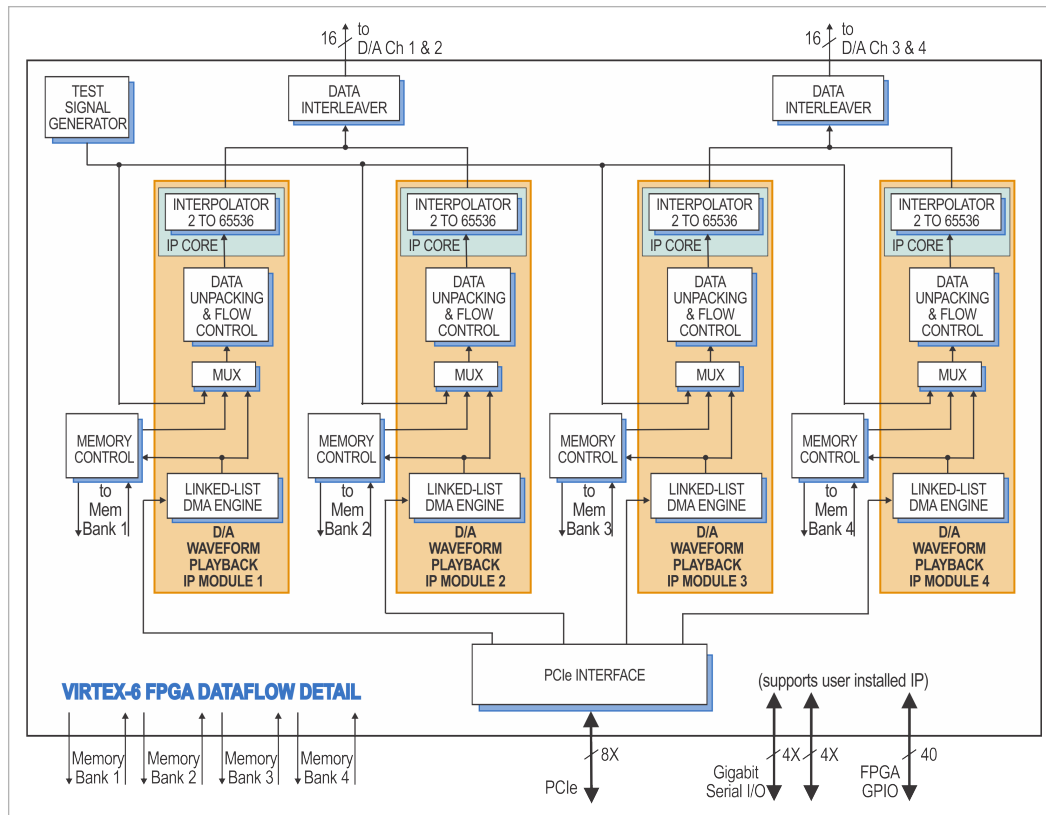 to
16
D/A Ch 1 & 2
to
16
D/A Ch 3 & 4
TEST
SIGNAL
GENERATOR
DATA
INTERLEAVER
DATA
INTERLEAVER
INTERPOLATOR
2 TO 65536
IP CORE
INTERPOLATOR
2 TO 65536
IP CORE
INTERPOLATOR
2 TO 65536
IP CORE
INTERPOLATOR
2 TO 65536
IP CORE
DATA
UNPACKING
& FLOW
CONTROL
DATA
UNPACKING
& FLOW
CONTROL
DATA
UNPACKING
& FLOW
CONTROL
DATA
UNPACKING
& FLOW
CONTROL
MUX
MUX
MUX
MUX
MEMORY
CONTROL
MEMORY
CONTROL
MEMORY
CONTROL
MEMORY
CONTROL
to
Mem
Bank 1
LINKED-LIST
DMA ENGINE
to
Mem
Bank 2
LINKED-LIST
DMA ENGINE
to
Mem
Bank 3
LINKED-LIST
DMA ENGINE
to
Mem
Bank 4
LINKED-LIST
DMA ENGINE
D/A
WAVEFORM
PLAYBACK
IP MODULE 1
D/A
WAVEFORM
PLAYBACK
IP MODULE 2
D/A
WAVEFORM
PLAYBACK
IP MODULE 3
D/A
WAVEFORM
PLAYBACK
IP MODULE 4
PCIe INTERFACE
VIRTEX-6 FPGA DATAFLOW DETAIL
(supports user installed IP)
Memory
Bank 1
Memory
Bank 2
Memory
Bank 3
Memory
Bank 4
8X
PCIe
4X
4X
Gigabit
Serial I/O
40
FPGA
GPIO